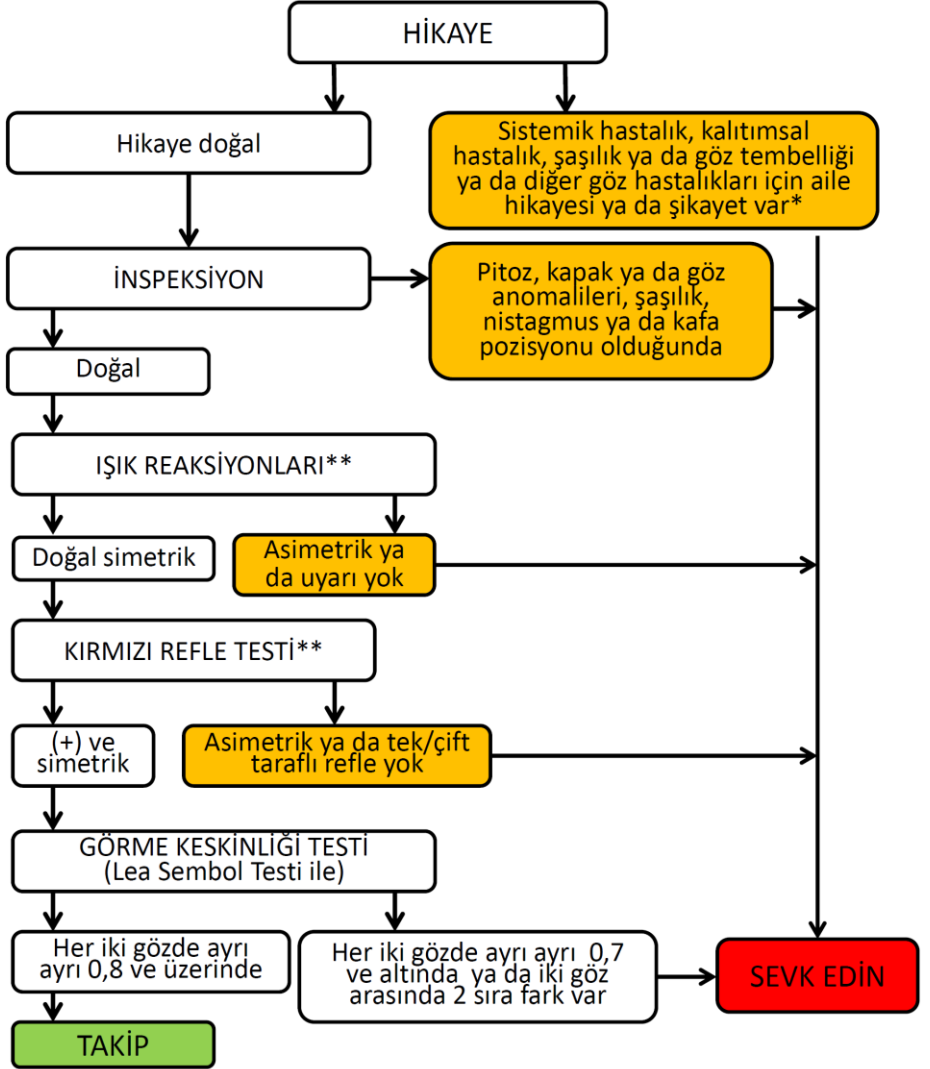 HİKAYE
Hikaye doğal
Sistemik hastalık, kalıtımsal
hastalık, şaşılık ya da göz tembelliği
ya da diğer göz hastalıkları için aile
hikayesi ya da şikayet var*
İNSPEKSİYON
Pitoz, kapak ya da göz
anomalileri, şaşılık,
nistagmus ya da kafa
pozisyonu olduğunda
Doğal
IŞIK REAKSİYONLARI**
Doğal simetrik
Asimetrik ya
da uyarı yok
KIRMIZI REFLE TESTİ**
(+) ve
simetrik
Asimetrik ya da tek/çift
taraflı refle yok
GÖRME KESKİNLİĞİ TESTİ
(Lea Sembol Testi ile)
Her iki gözde ayrı
ayrı 0,8 ve üzerinde
Her iki gözde ayrı ayrı 0,7
ve altında ya da iki göz
arasında 2 sıra fark var
SEVK EDİN
TAKİP